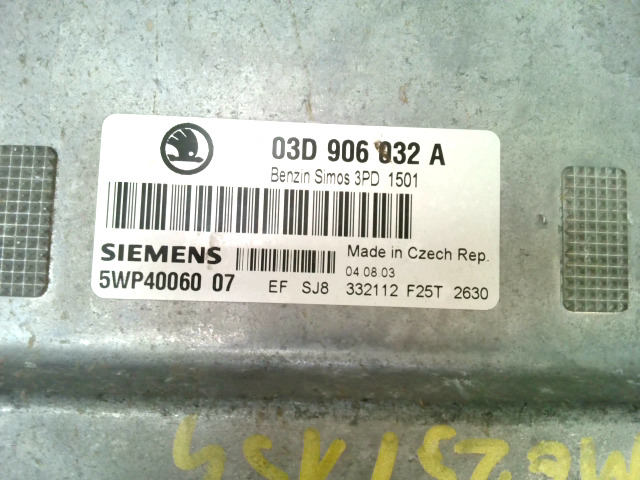 03D 906 032 A
Benzin Simos 3PD 1501
SIEMENS
Made in Czech Rep.
04.08.03
5WP40060 07
EF SJ8 332112 F25T 2630